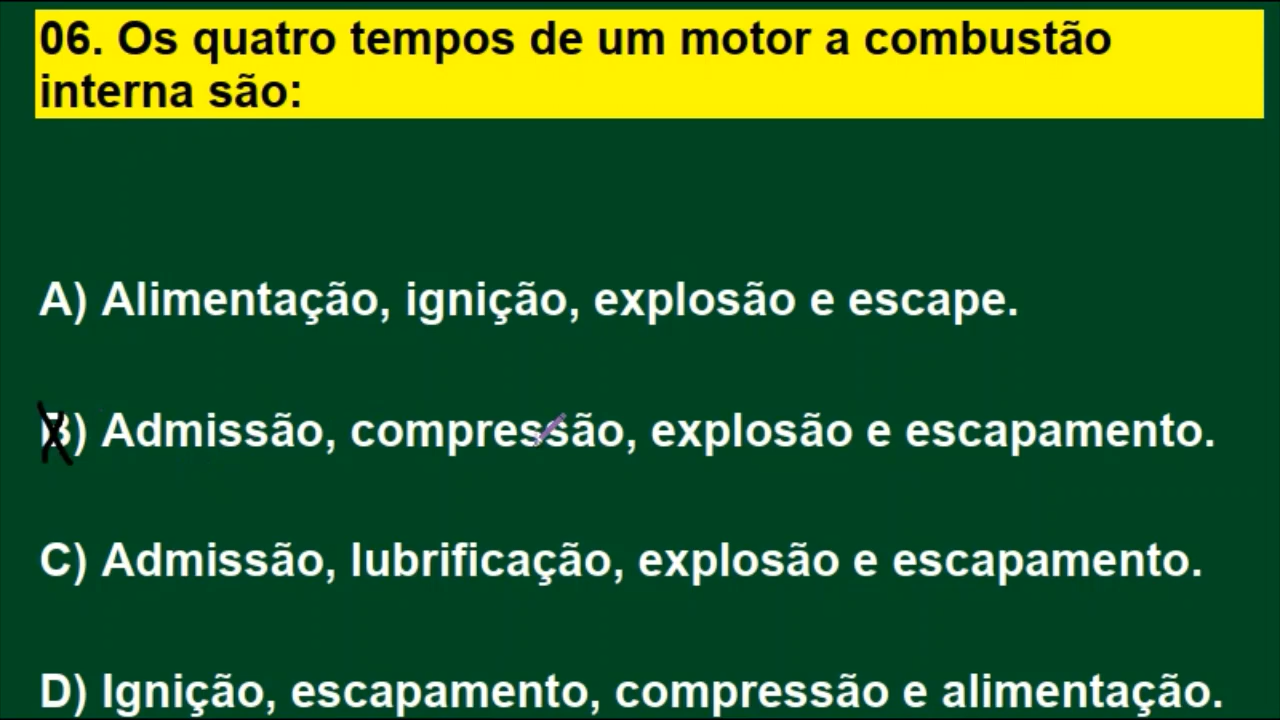 06. Os quatro tempos de um motor a combustão
interna são:
A) Alimentação, ignição, explosão e escape.
B) Admissão, compressão, explosão e escapamento.
C) Admissão, lubrificação, explosão e escapamento.
D) Ignição, escapamento, compressão e alimentação.